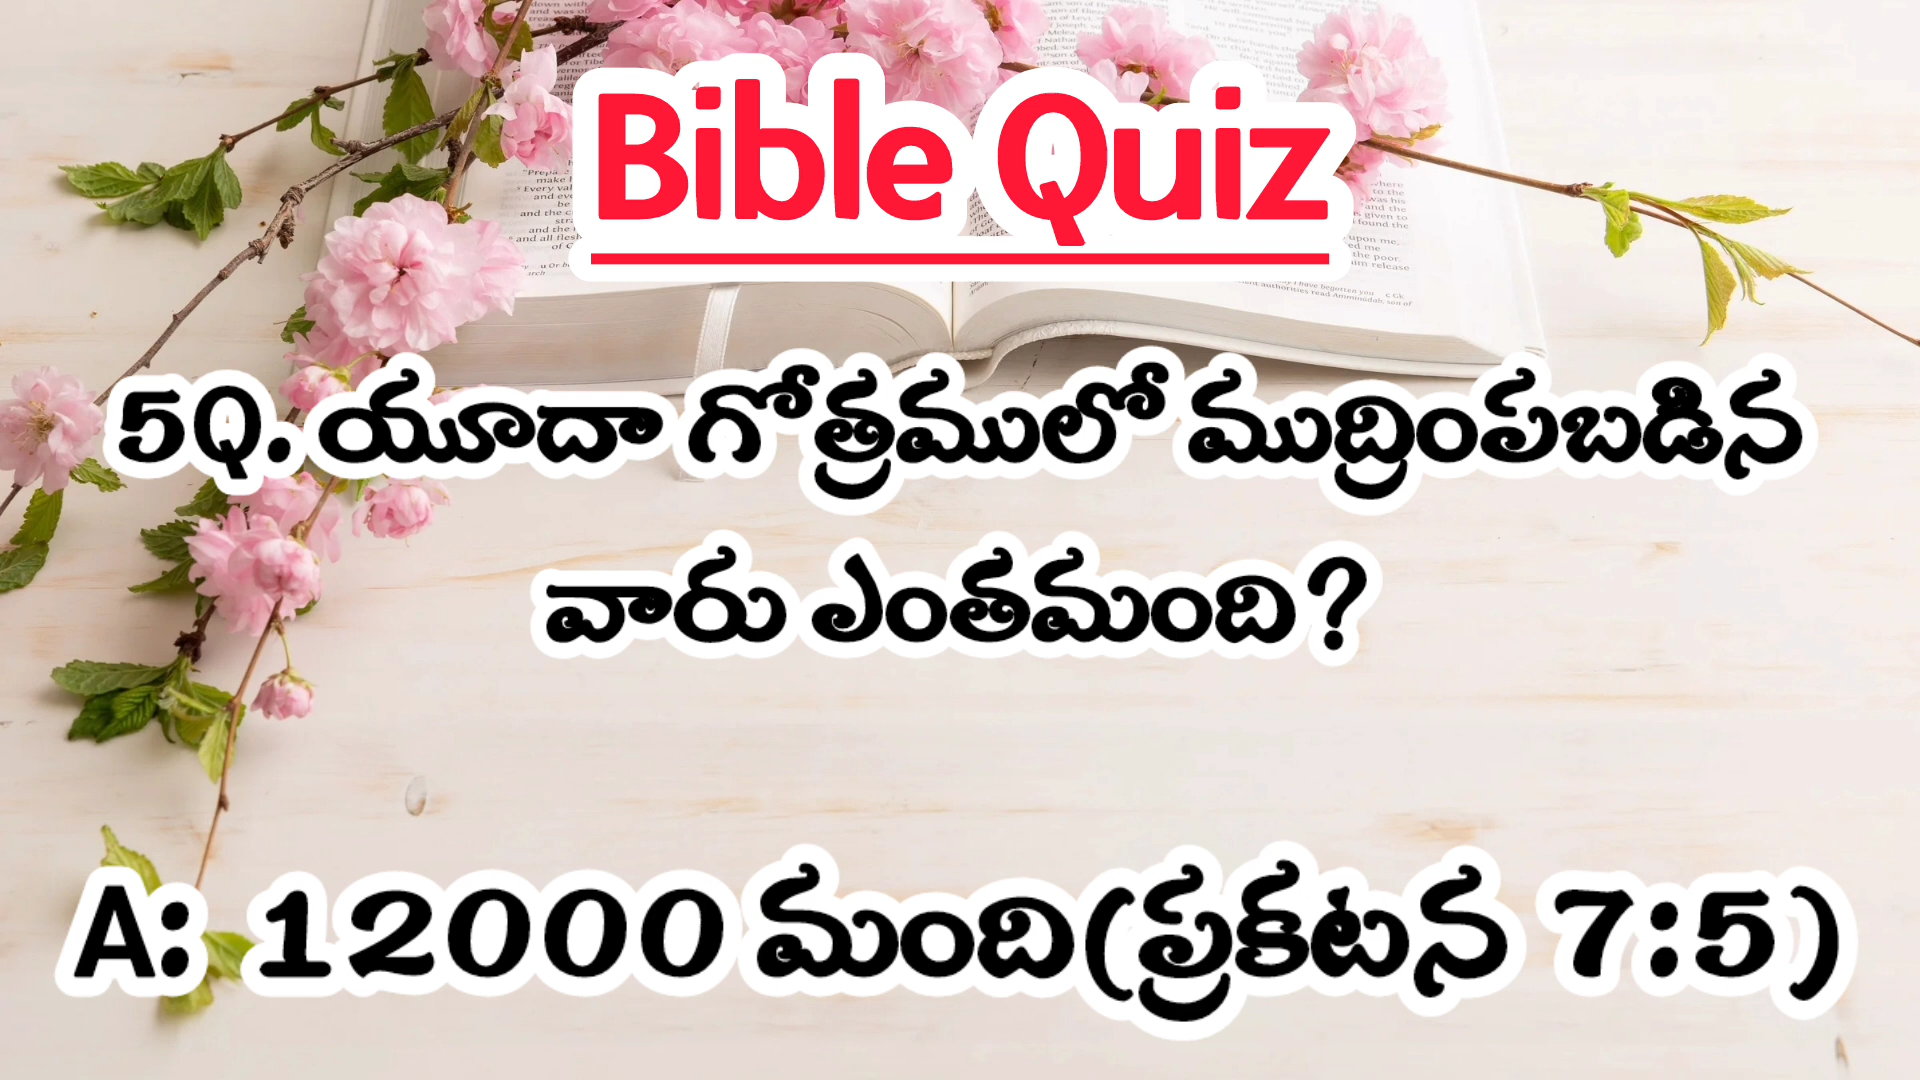 Bible Quiz
5Q. యూదా గోత్రములో ముద్రింపబడిన
వారు ఎంతమంది?
A: 12000 మంది(ప్రకటన 7:5)